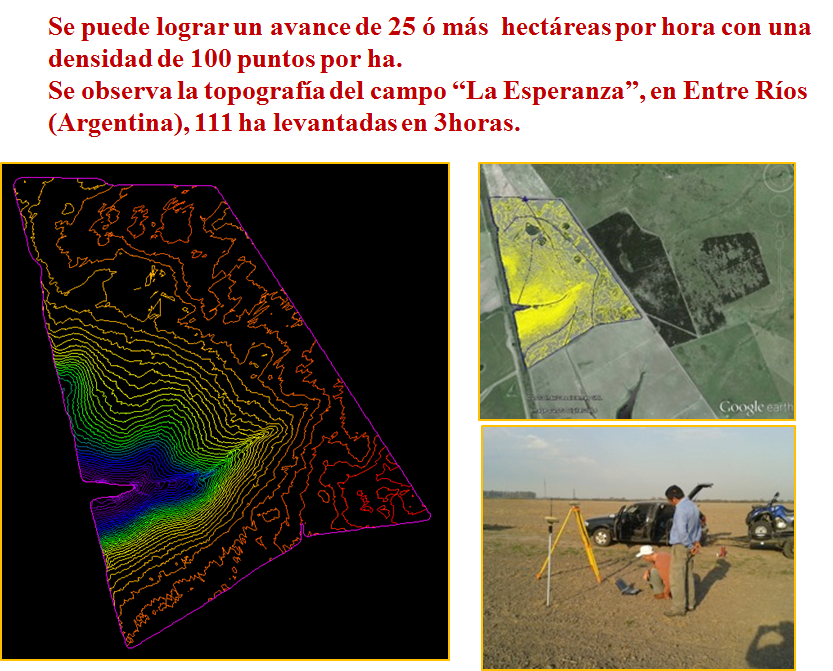 Se puede lograr un avance de 25 ó más hectáreas por hora con una
densidad de 100 puntos por ha.
Se observa la topografía del campo “La Esperanza”, en Entre Ríos
(Argentina), 111 ha levantadas en 3horas.
Google earth